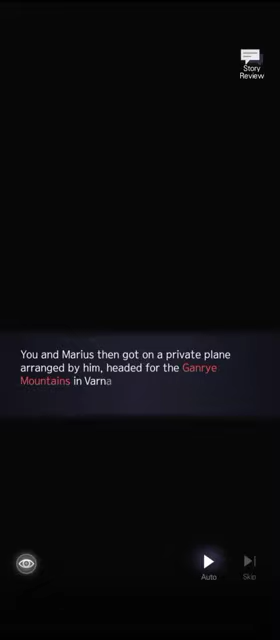 Story
Review
You and Marius then got on a private plane
arranged by him, headed for the Ganrye
Mountains in Varna
Auto
Skip